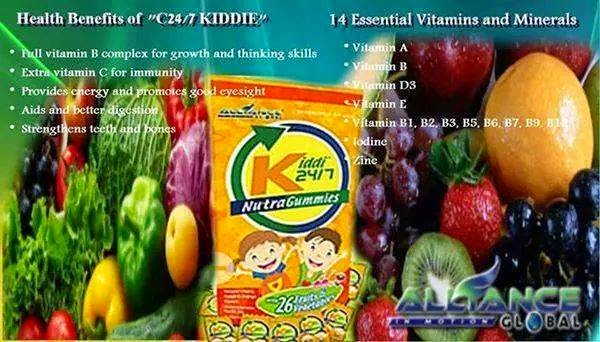 Health Benefits of "C24/7 KIDDIE"
* Full vitamin B complex for growth and thinking skills
* Extra vitamin C for immunity
* Provides energy and promotes good eyesight
* Aids and better digestion
* Strengthens teeth and bones
14 Essential Vitamins and Minerals
* Vitamin A
* Vitamin B
* Vitamin D3
* Vitamin E
* Vitamin B1, B2, B3, B5, B6, B7, B9,
* Iodine
* Zinc
ALLIANCE
Kiddi
24/7
NutraGummies
26 Fruits &
Vegetables
ALLIANCE
IN MOTION GLOBAL